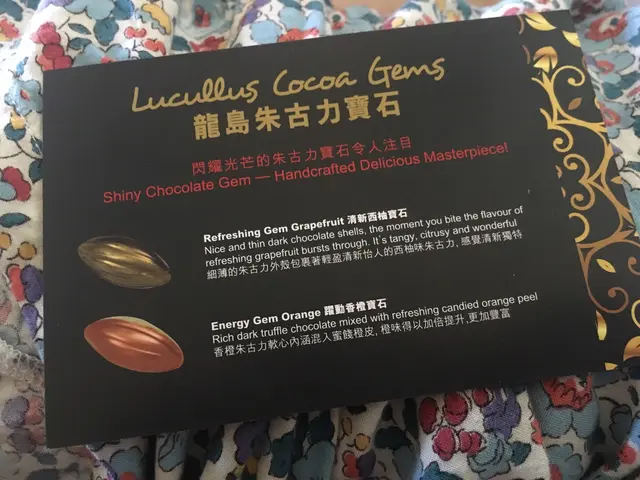 Lucullus Cocoa Gems
龍島朱古力寶石
閃耀光芒的朱古力寶石令人注目
Shiny Chocolate Gem — Handcrafted Delicious Masterpiece!
Refreshing Gem Grapefruit 清新西柚寶石
Nice and thin dark chocolate shells, the moment you bite the flavour of
refreshing grapefruit bursts through. It's tangy, citrusy and wonderful
細薄的朱古力外殼包裹著輕盈清新怡人的西柚味朱古力, 感覺清新獨特
Energy Gem Orange 躍動香橙寶石
Rich dark truffle chocolate mixed with refreshing candied orange peel
香橙朱古力軟心內涵混入蜜餞橙皮, 橙味得以加倍提升,更加豐富